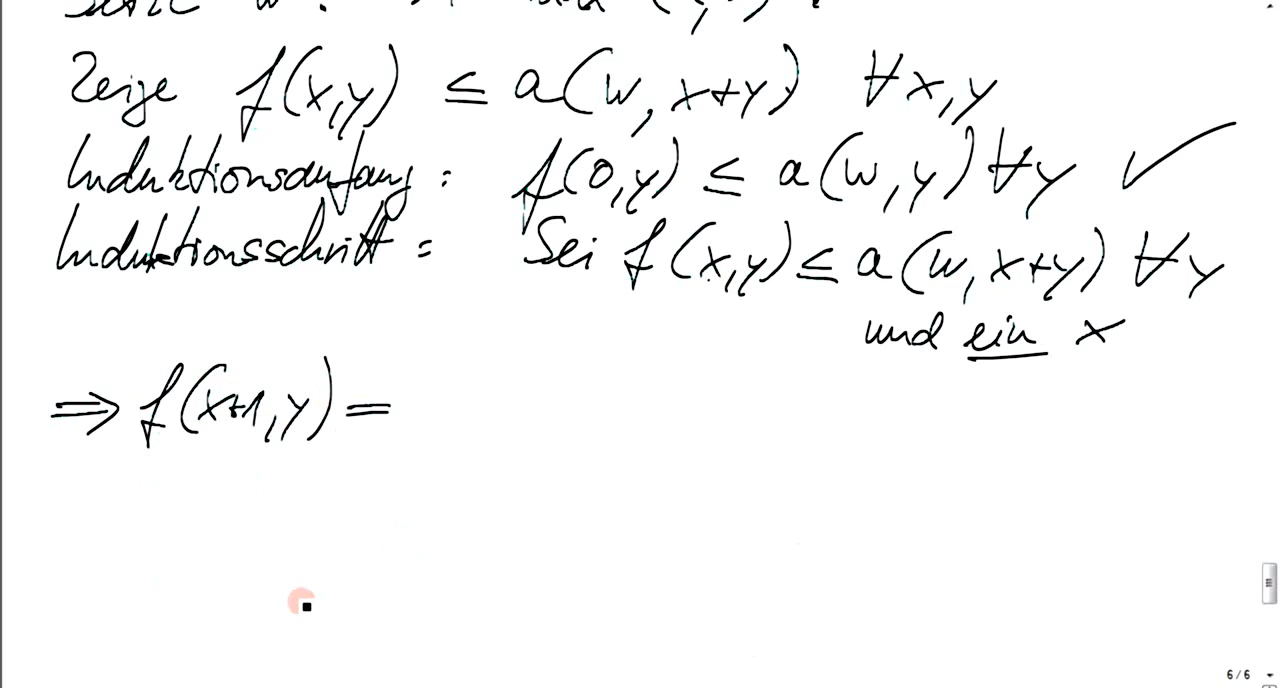 Zeige f(x,y) ≤ a(w, x+y) ∀x,y
Induktionsanfang: f(0,y) ≤ a(w,y) ∀y ✓
Induktionsschritt: Sei f(x,y) ≤ a(w, x+y) ∀y
und ein x
⇒ f(x+1,y) =
6/6